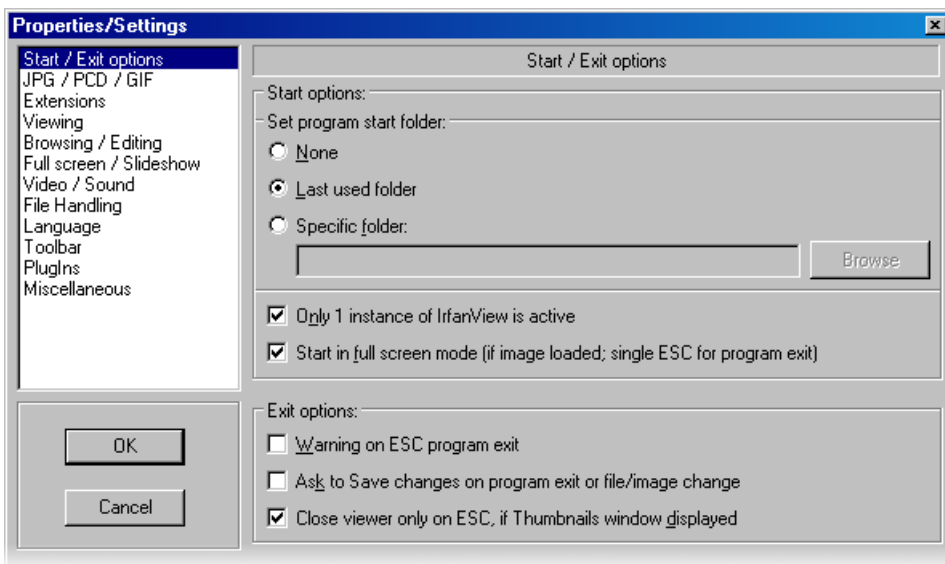 Properties/Settings
Start / Exit options
JPG / PCD / GIF
Extensions
Viewing
Browsing / Editing
Full screen / Slideshow
Video / Sound
File Handling
Language
Toolbar
PlugIns
Miscellaneous
OK
Cancel
Start / Exit options
Start options:
Set program start folder:
None
Last used folder
Specific folder:
Browse
Only 1 instance of IrfanView is active
Start in full screen mode (if image loaded; single ESC for program exit)
Exit options:
Warning on ESC program exit
Ask to Save changes on program exit or file/image change
Close viewer only on ESC, if Thumbnails window displayed